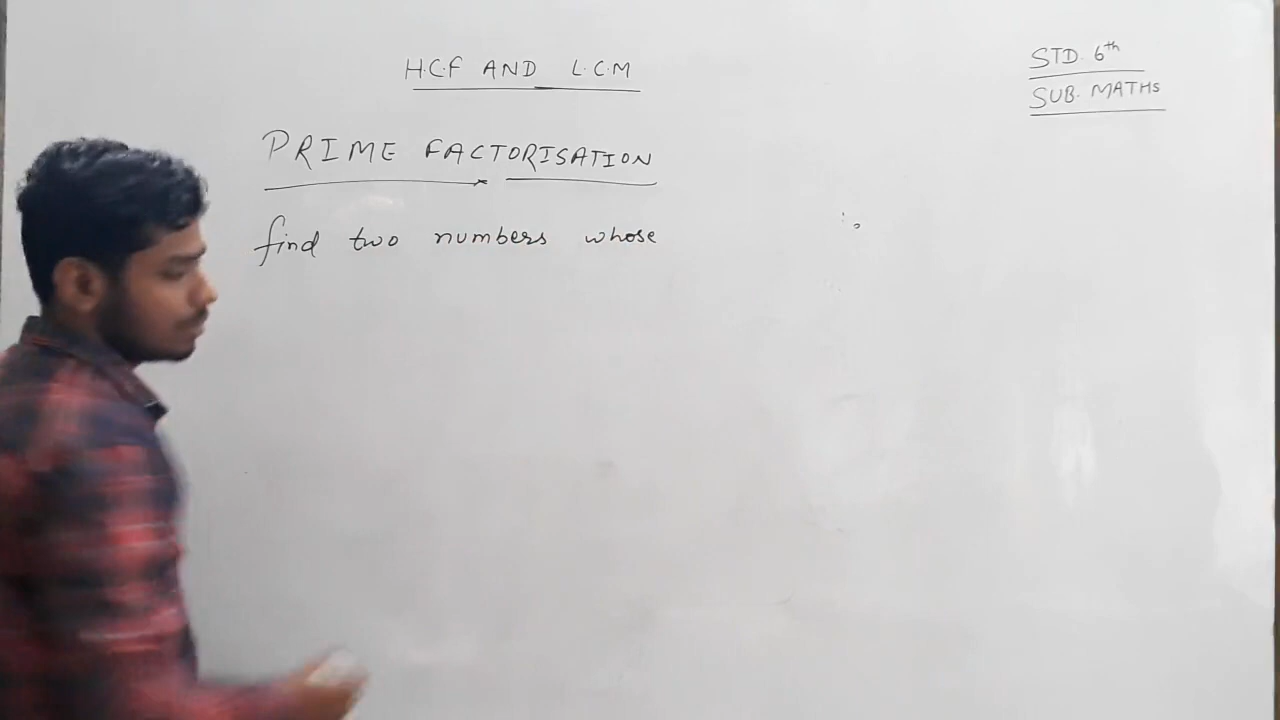 H.C.F AND L.C.M
STD. 6th
SUB. MATHS
PRIME FACTORISATION
find two numbers whose